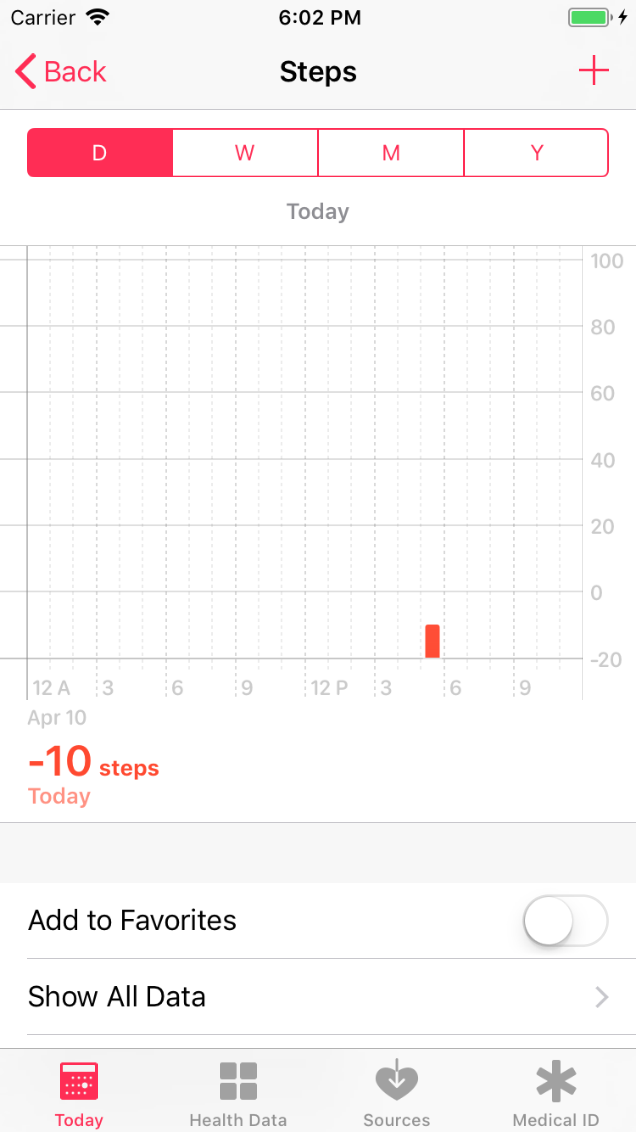 Carrier 6:02 PM
Back Steps
D W M Y
Today
100
80
60
40
20
0
-20
12 A 3 6 9 12 P 3 6 9
Apr 10
-10 steps
Today
Add to Favorites
Show All Data
Today Health Data Sources Medical ID